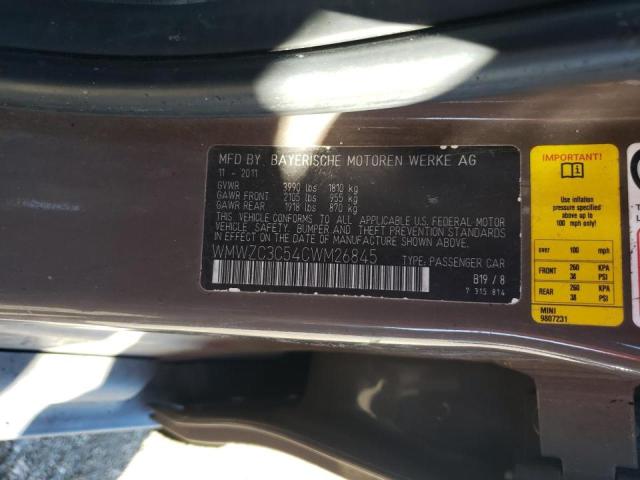 MFD BY BAYERISCHE MOTOREN WERKE AG
11 - 2011
GVWR 3990 lbs 1810 kg
GAWR FRONT 2105 lbs 955 kg
GAWR REAR 1918 lbs 870 kg
THIS VEHICLE CONFORMS TO ALL APPLICABLE U.S. FEDERAL MOTOR
VEHICLE SAFETY, BUMPER AND THEFT PREVENTION STANDARDS
IN EFFECT ON THE DATE OF MANUFACTURE SHOWN ABOVE.
WMWZC3C54CWM26845 TYPE: PASSENGER CAR
B19 / 8
7 315 814
IMPORTANT!
Use inflation
pressure specified
above up to
100 mph only!
over 100 mph
FRONT 260 KPA
38 PSI
REAR 260 KPA
38 PSI
MINI
9807231